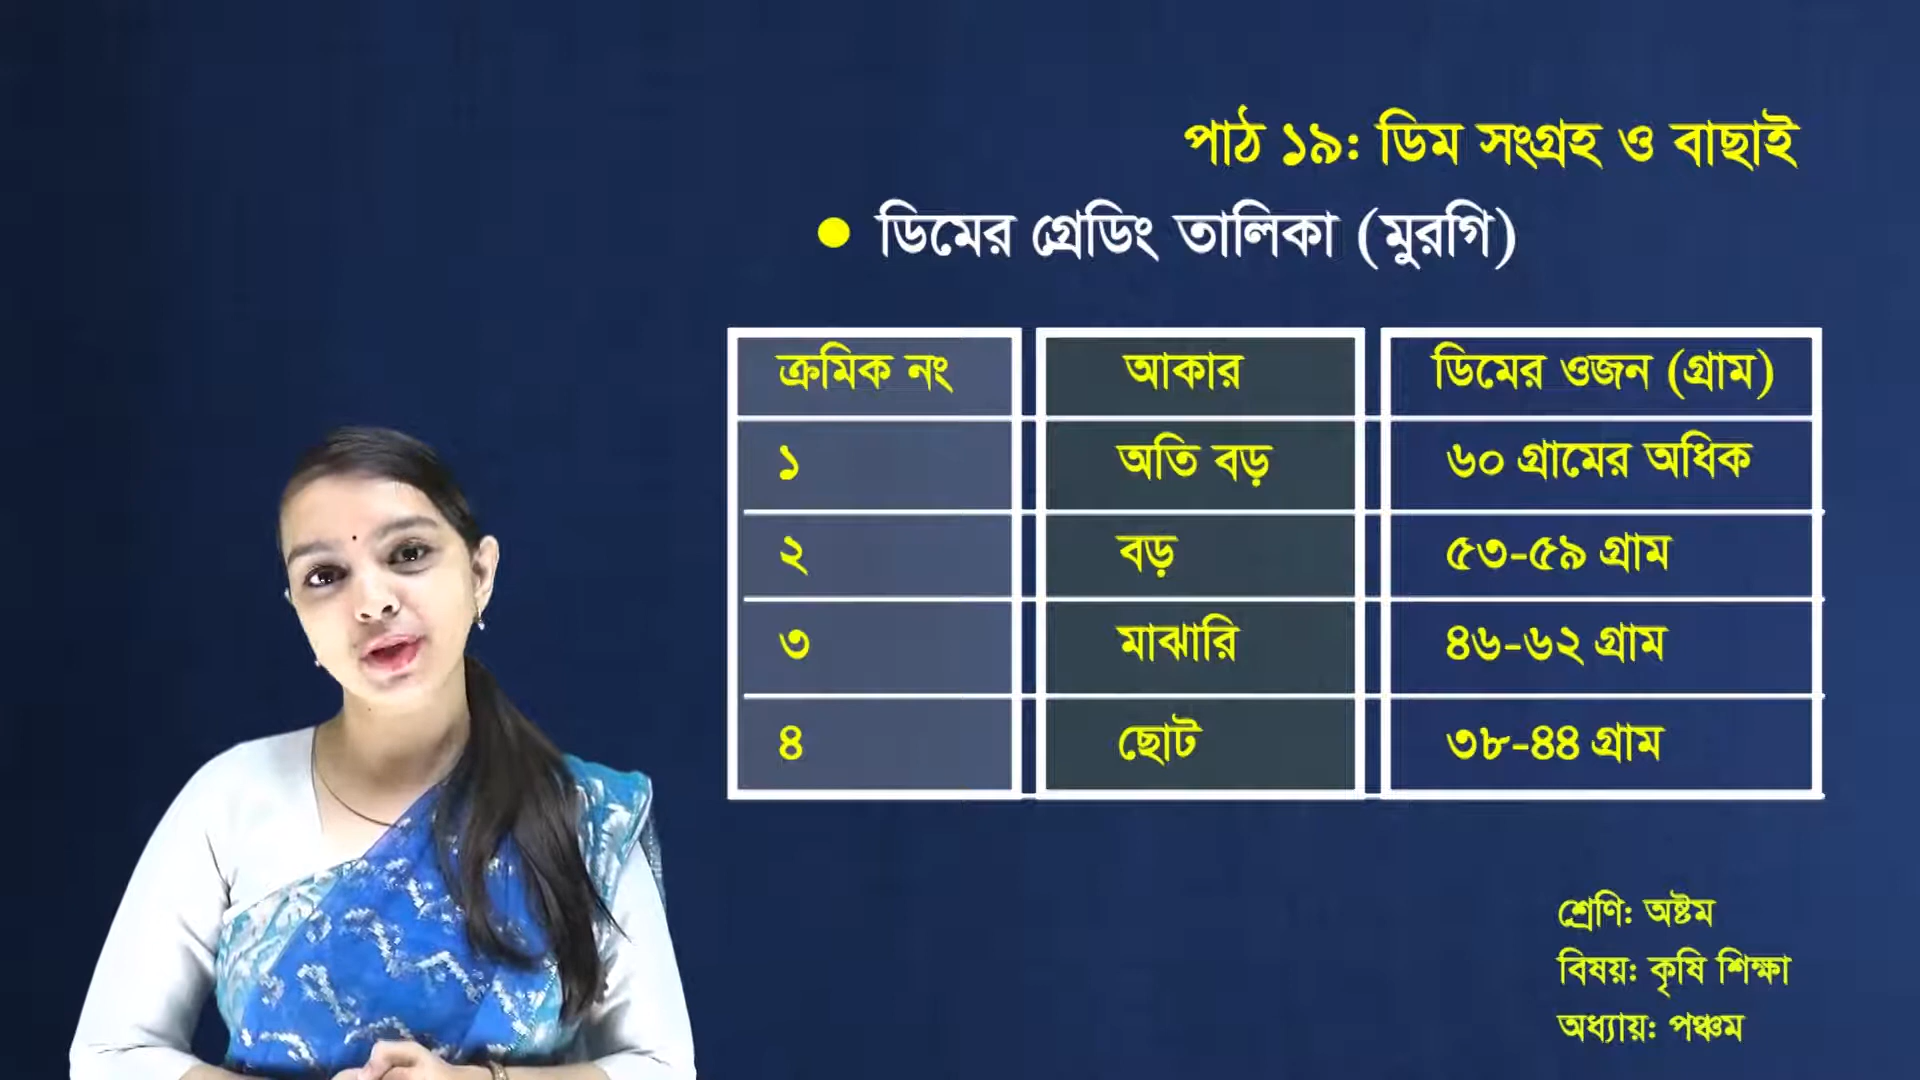 পাঠ ১৯: ডিম সংগ্রহ ও বাছাই
ডিমের গ্রেডিং তালিকা (মুরগি)
ক্রমিক নং আকার ডিমের ওজন (গ্রাম)
১ অতি বড় ৬০ গ্রামের অধিক
২ বড় ৫৩-৫৯ গ্রাম
৩ মাঝারি ৪৬-৬২ গ্রাম
৪ ছোট ৩৮-৪৪ গ্রাম
শ্রেণি: অষ্টম
বিষয়: কৃষি শিক্ষা
অধ্যায়: পঞ্চম